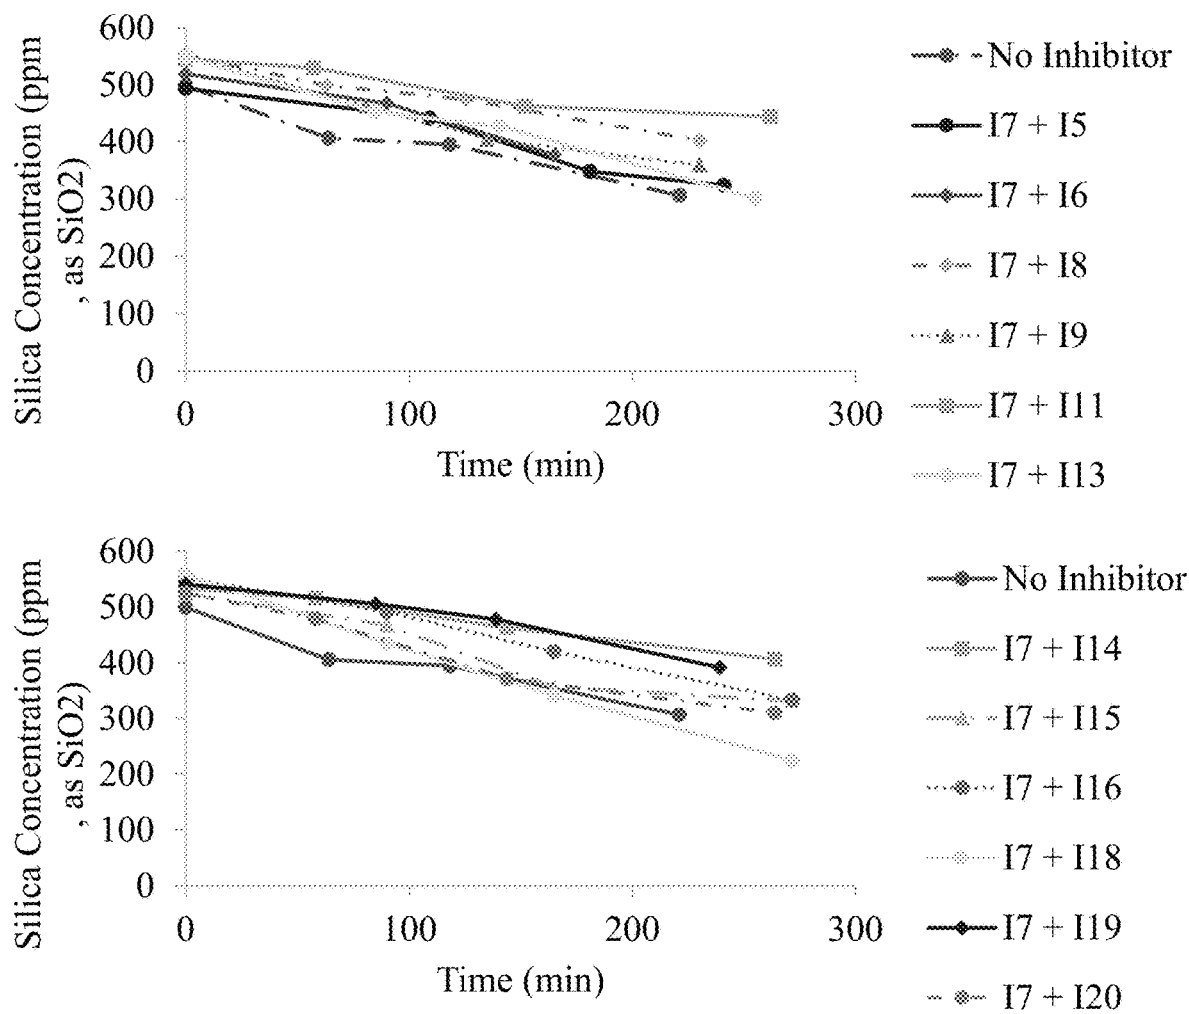 600
500
400
300
200
100
0
Silica Concentration (ppm
, as SiO2)
0 100 200 300
Time (min)
No Inhibitor
I7 + I5
I7 + I6
I7 + I8
I7 + I9
I7 + I11
I7 + I13
600
500
400
300
200
100
0
Silica Concentration (ppm
, as SiO2)
0 100 200 300
Time (min)
No Inhibitor
I7 + I14
I7 + I15
I7 + I16
I7 + I18
I7 + I19
I7 + I20